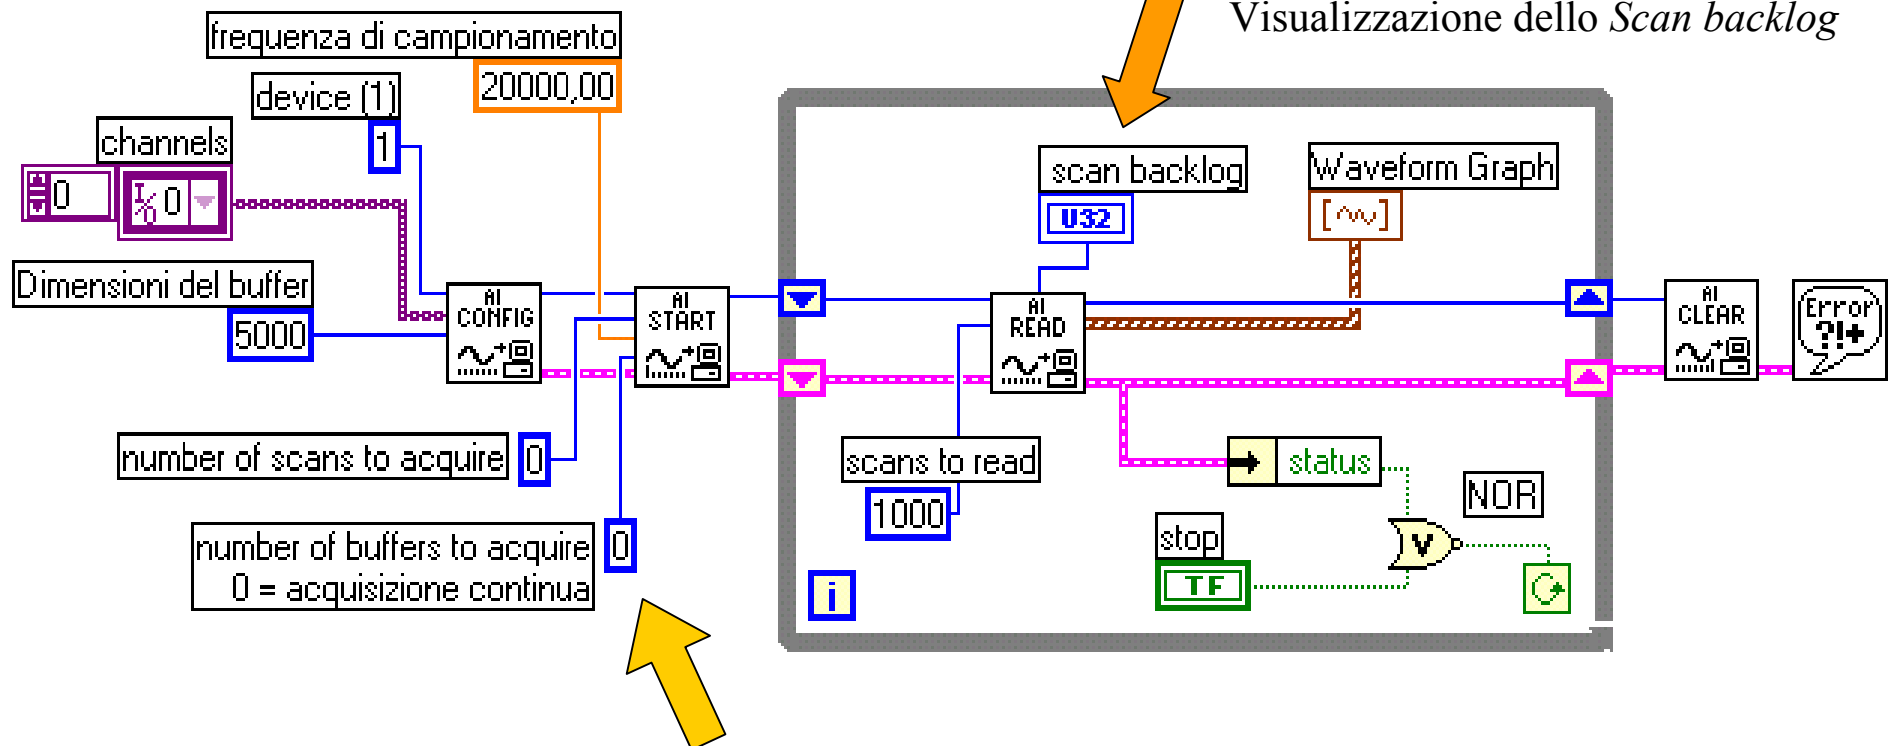 Visualizzazione dello Scan backlog
frequenza di campionamento
20000,00
device (1)
1
channels
0
I/O 0
Dimensioni del buffer
5000
AI
CONFIG
AI
START
number of scans to acquire
0
number of buffers to acquire
0 = acquisizione continua
0
scan backlog
U32
Waveform Graph
AI
READ
scans to read
1000
status
NOR
stop
TF
V
i
AI
CLEAR
Error
?!+